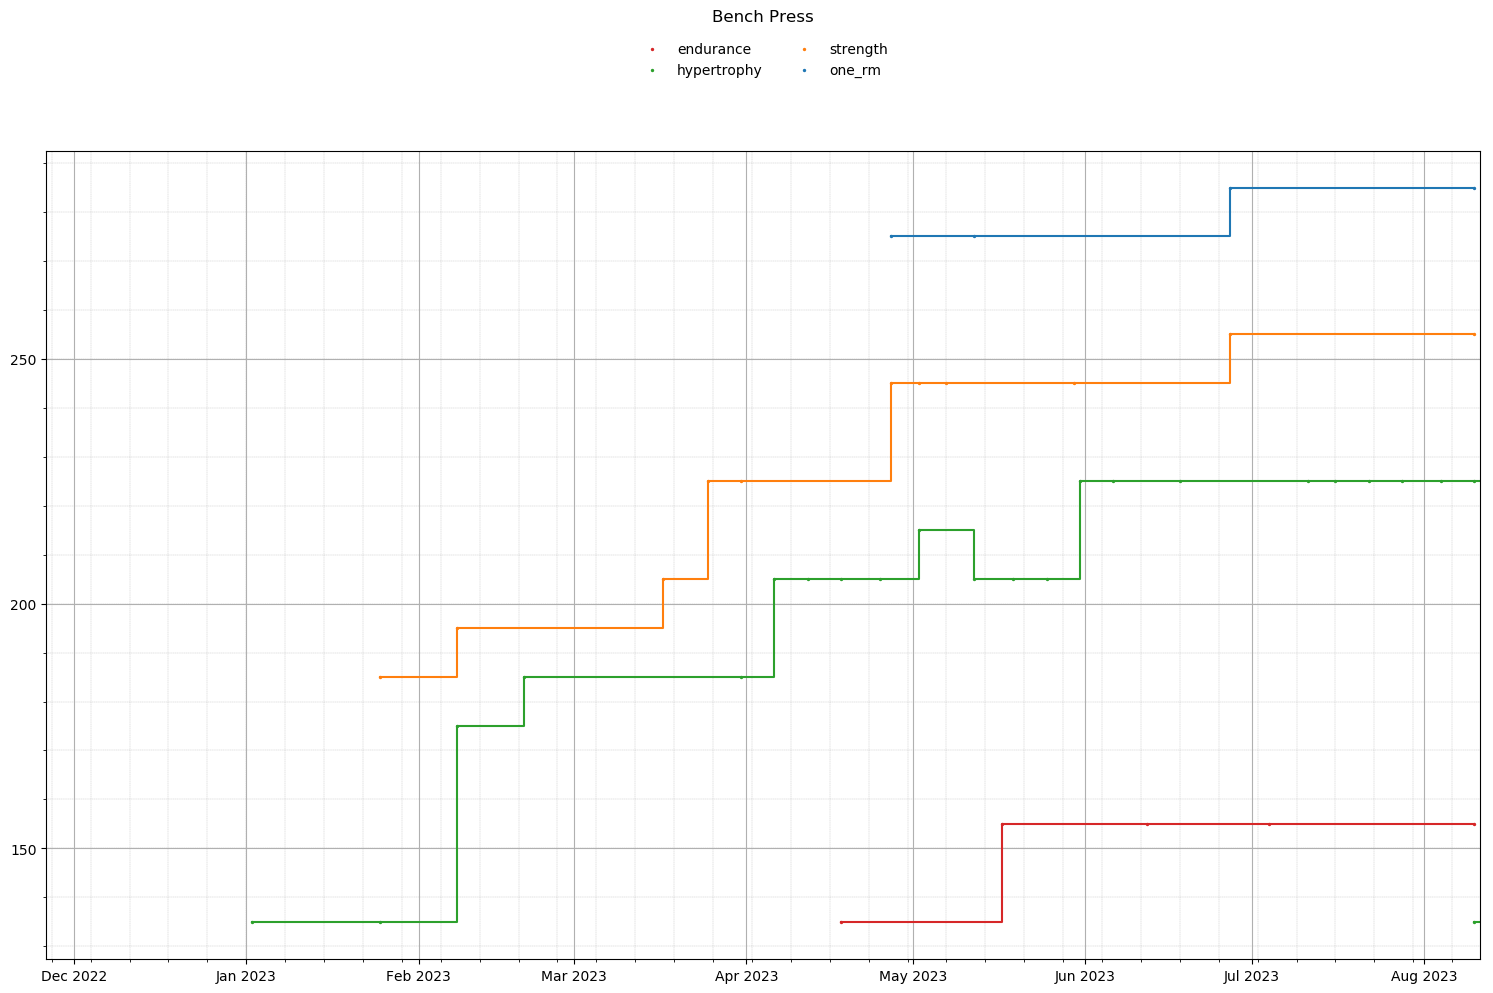 Bench Press
endurance strength
hypertrophy one_rm
250
200
150
Dec 2022 Jan 2023 Feb 2023 Mar 2023 Apr 2023 May 2023 Jun 2023 Jul 2023 Aug 2023